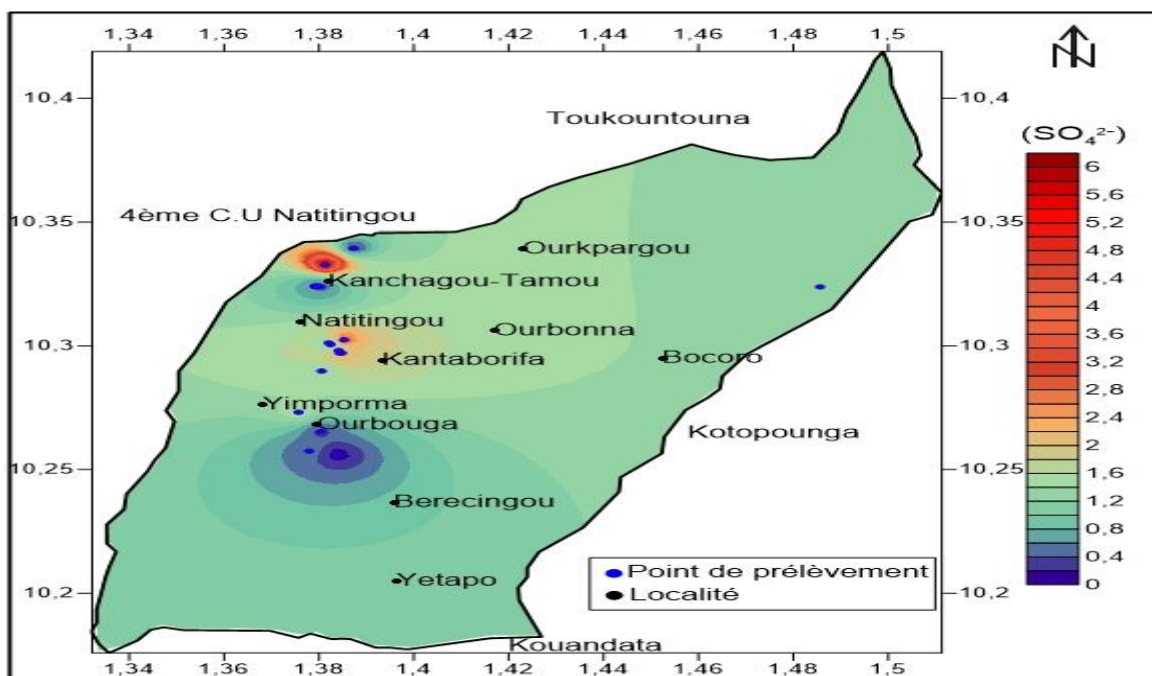 1,34 1,36 1,38 1,4 1,42 1,44 1,46 1,48 1,5
N
10,4 10,4
Toukountouna
(SO₄²⁻)
6
5,6
5,2
4,8
4,4
4
3,6
3,2
2,8
2,4
2
1,6
1,2
0,8
0,4
0
10,35 10,35
4ème C.U Natitingou
Ourkpargou
Kanchagou-Tamou
Natitingou
Ourbonna
10,3 10,3
Kantaborifa
Bocoro
Yimporma
Ourbouga
Kotopounga
10,25 10,25
Berecingou
Point de prélèvement
Localité
Yetapo
10,2 10,2
Kouandata
1,34 1,36 1,38 1,4 1,42 1,44 1,46 1,48 1,5